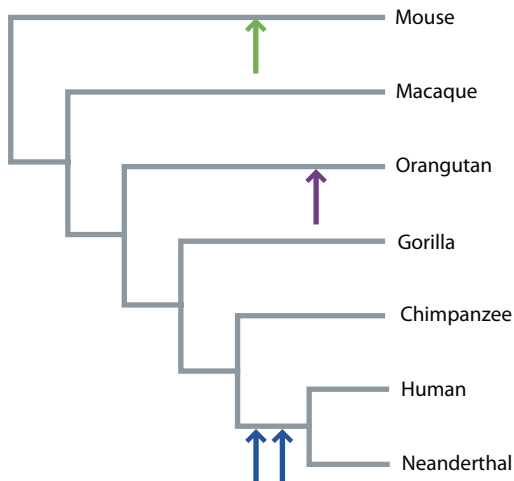 Mouse
Macaque
Orangutan
Gorilla
Chimpanzee
Human
Neanderthal